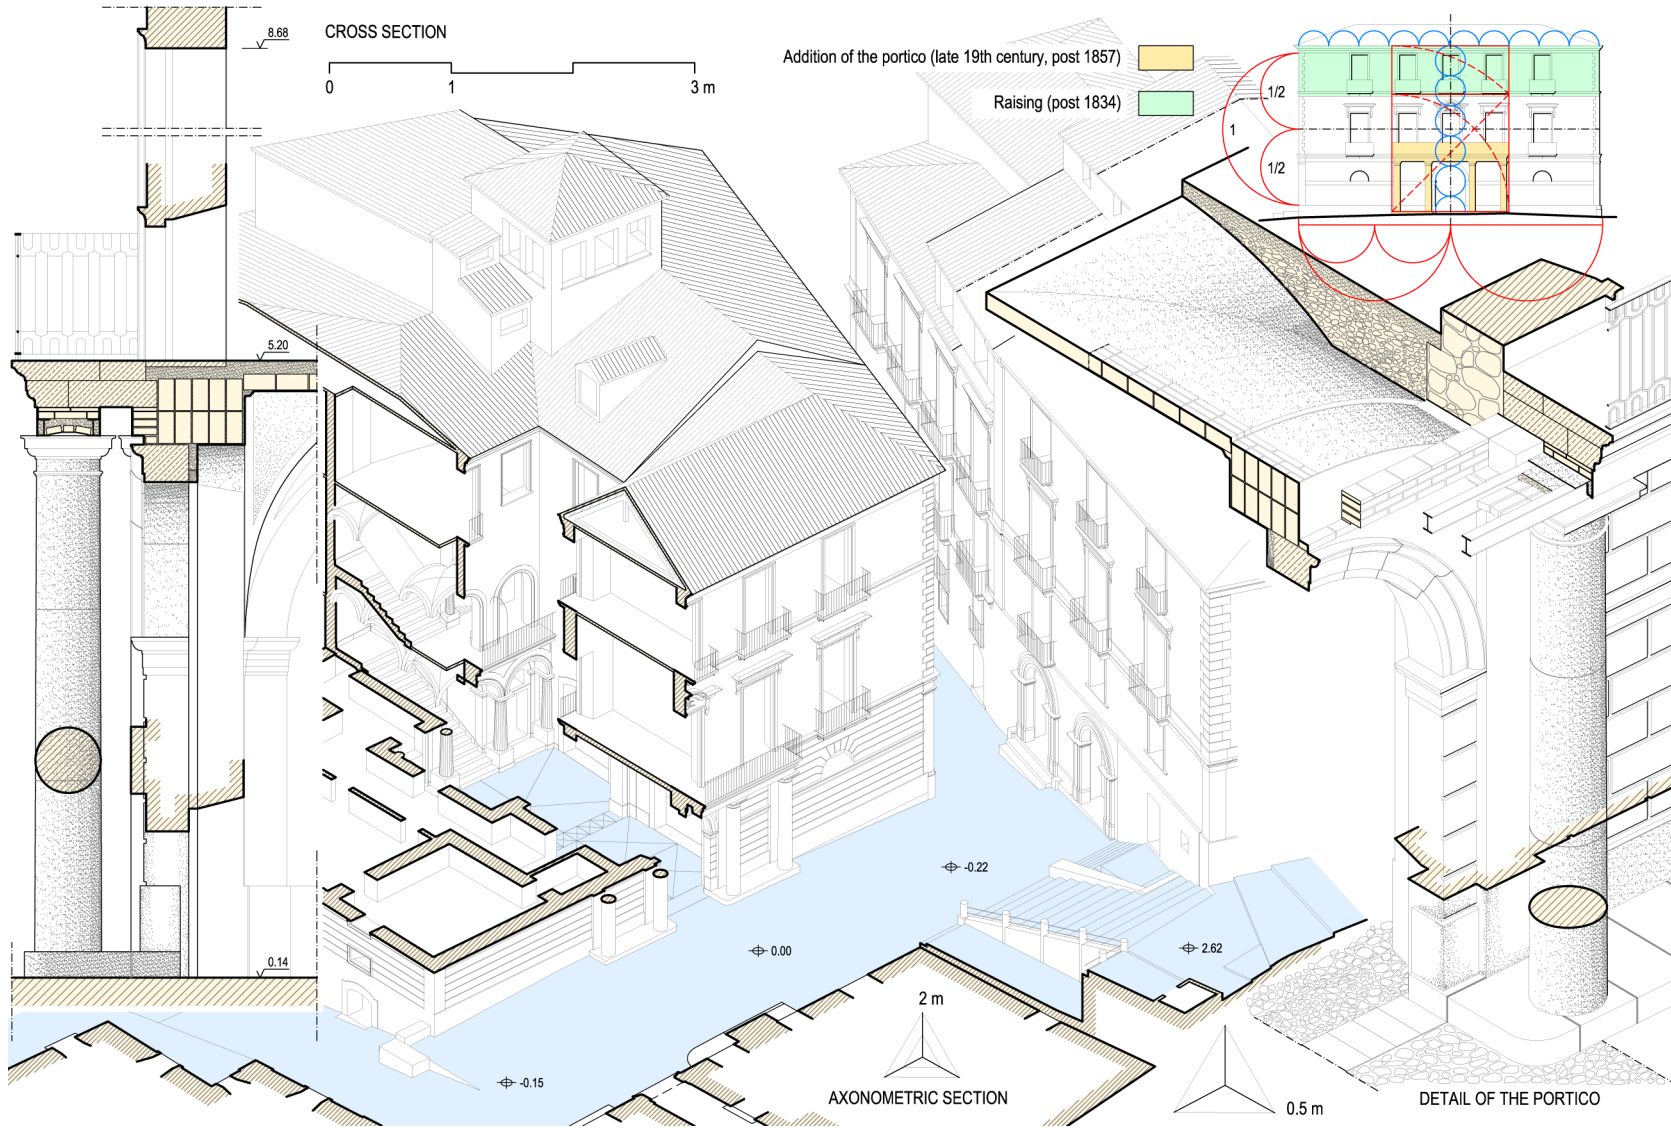 8.68
CROSS SECTION
0 1 3 m
Addition of the portico (late 19th century, post 1857)
Raising (post 1834)
1/2
1
1/2
5.20
0.14
-0.22
0.00
2.62
-0.15
2 m
AXONOMETRIC SECTION
0.5 m
DETAIL OF THE PORTICO